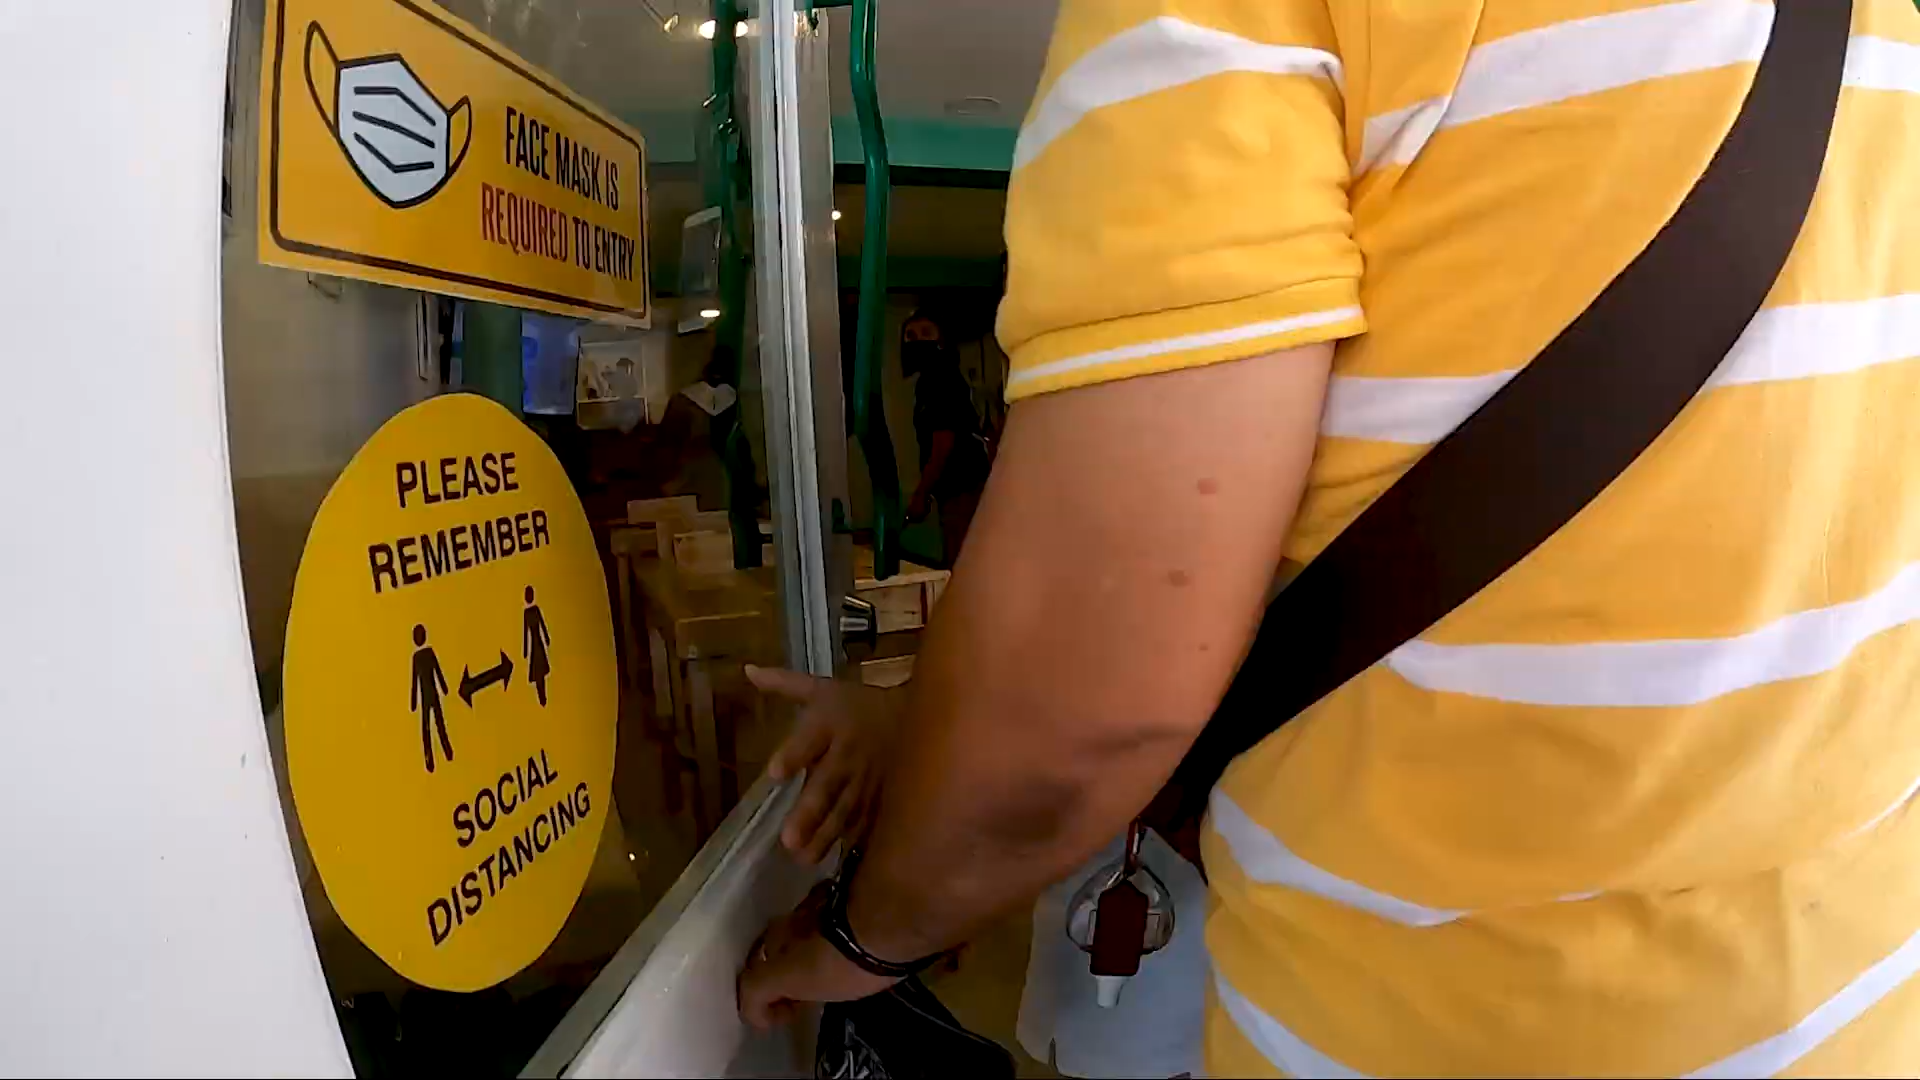 FACE MASK IS
REQUIRED TO ENTRY
PLEASE
REMEMBER
SOCIAL
DISTANCING